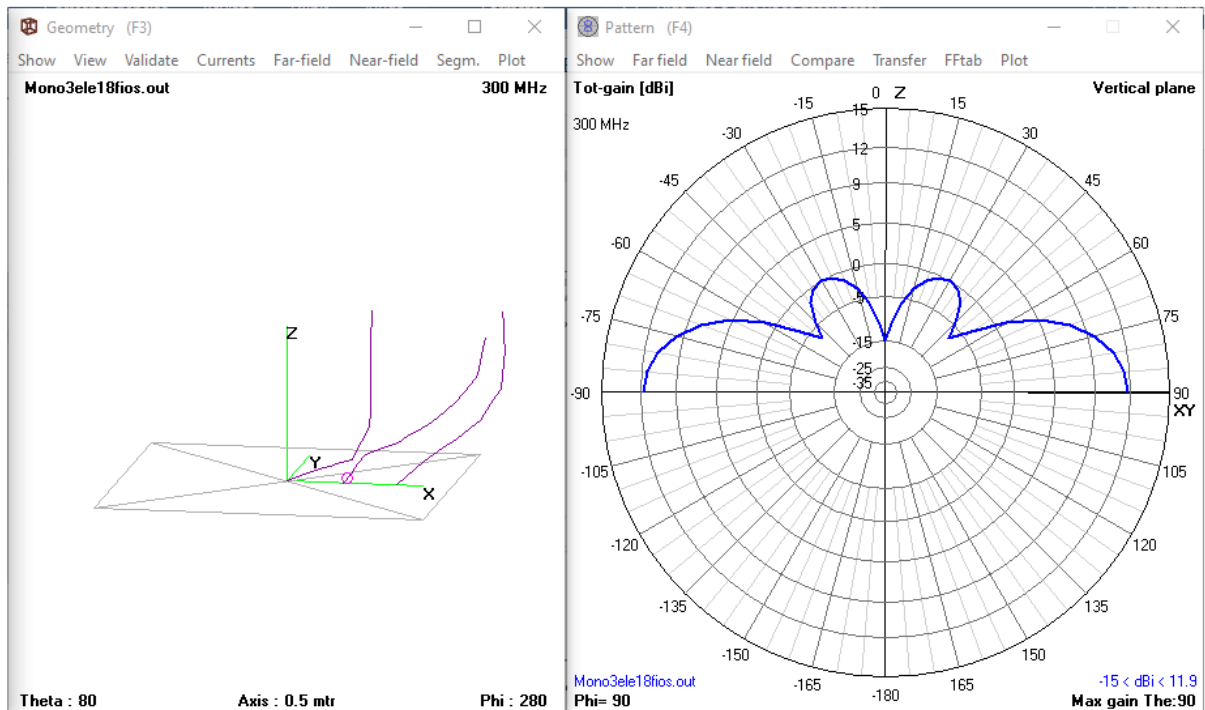 Geometry (F3)
Show View Validate Currents Far-field Near-field Segm. Plot
Mono3ele18fios.out 300 MHz
Z
Y
X
Theta : 80 Axis : 0.5 mtr Phi : 280
Pattern (F4)
Show Far field Near field Compare Transfer FFtab Plot
Tot-gain [dBi] 0 Z Vertical plane
300 MHz
-15 15 15
-30 12 30
-45 9 45
-60 5 60
-75 0 75
-5
-15
-25
-35
-90 90
XY
-105 105
-120 120
-135 135
-150 150
-165 -180 165
Mono3ele18fios.out -15 < dBi < 11.9
Phi= 90 Max gain The:90